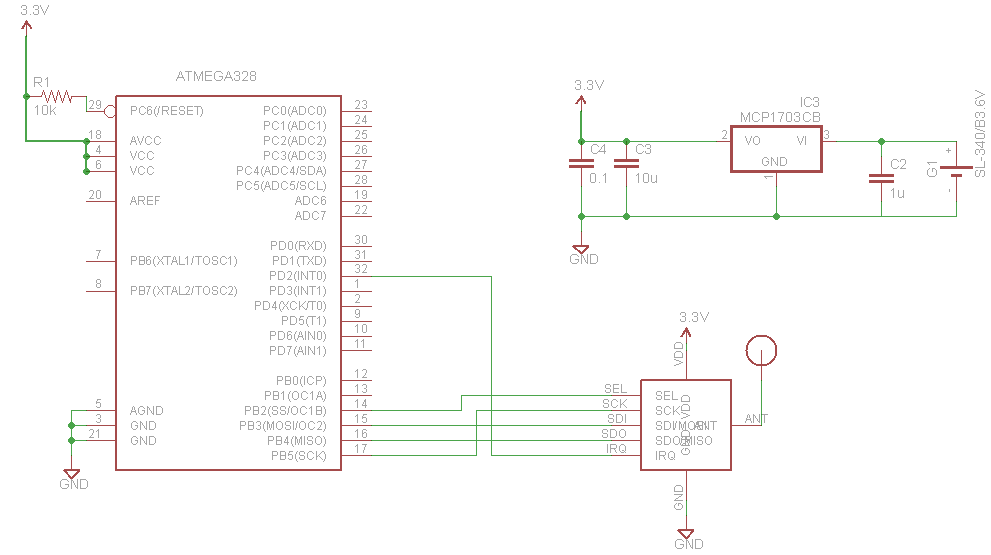 3.3V
R1
10k
ATMEGA328
29 PC6(/RESET)
18 AVCC
4 VCC
6 VCC
20 AREF
7 PB6(XTAL1/TOSC1)
8 PB7(XTAL2/TOSC2)
5 AGND
3 GND
21 GND
GND
PC0(ADC0) 23
PC1(ADC1) 24
PC2(ADC2) 25
PC3(ADC3) 26
PC4(ADC4/SDA) 27
PC5(ADC5/SCL) 28
ADC6 19
ADC7 22
PD0(RXD) 30
PD1(TXD) 31
PD2(INT0) 32
PD3(INT1) 1
PD4(XCK/T0) 2
PD5(T1) 9
PD6(AIN0) 10
PD7(AIN1) 11
PB0(ICP) 12
PB1(OC1A) 13
PB2(SS/OC1B) 14
PB3(MOSI/OC2) 15
PB4(MISO) 16
PB5(SCK) 17
3.3V
C4
0.1
C3
10u
IC3
MCP1703CB
2 VO VI 3
GND
1
C2
1u
G1
+
-
SL-340/B3.6V
GND
3.3V
VDD
SEL SEL
SCK SCK
SDI SDI/MOSI
SDO SDO/MISO
IRQ IRQ
VDD
GND
ANT ANT
GND
GND